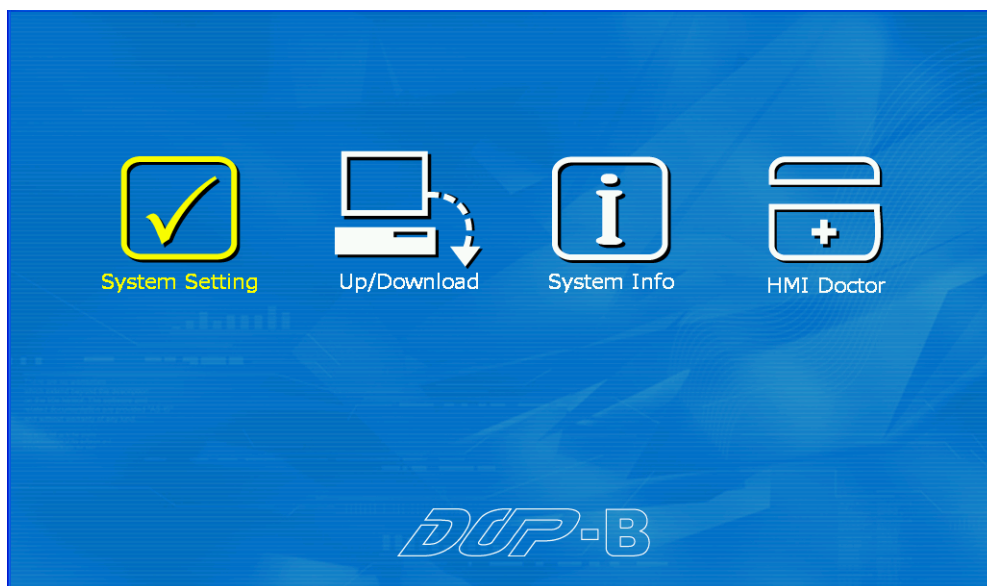 System Setting
Up/Download
System Info
HMI Doctor
DOP-B